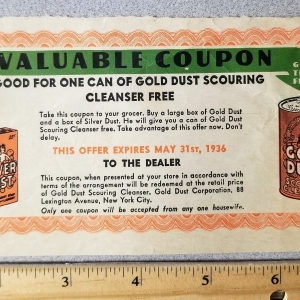 VALUABLE COUPON
GOOD FOR ONE CAN OF GOLD DUST SCOURING
CLEANSER FREE
Take this coupon to your grocer. Buy a large box of Gold Dust
and a box of Silver Dust. He will give you a can of Gold Dust
Scouring Cleanser free. Take advantage of this offer now. Don't
delay.
THIS OFFER EXPIRES MAY 31st, 1936
TO THE DEALER
This coupon, when presented at your store in accordance with
terms of the arrangement will be redeemed at the retail price
of Gold Dust Scouring Cleanser. Gold Dust Corporation, 88
Lexington Avenue, New York City.
Only one coupon will be accepted from any one housewife.
3 4 5 6